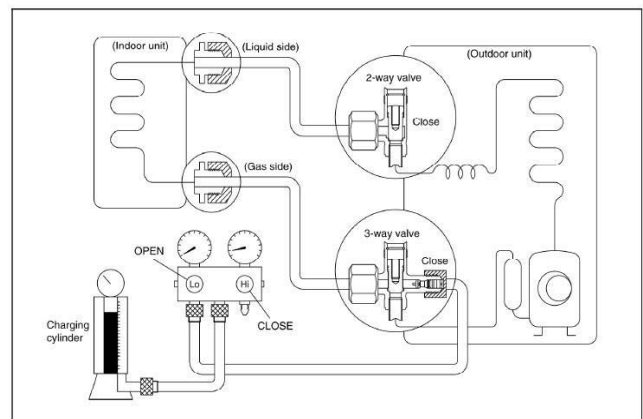 (Indoor unit)
(Liquid side)
(Outdoor unit)
2-way valve
Close
(Gas side)
3-way valve
Close
OPEN
Lo
Hi
CLOSE
Charging
cylinder